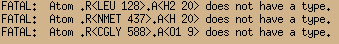 FATAL:  Atom .R<LEU 128>.A<H2 20> does not have a type.
FATAL:  Atom .R<NMET 437>.A<H 20> does not have a type.
FATAL:  Atom .R<CGLY 588>.A<O1 9> does not have a type.